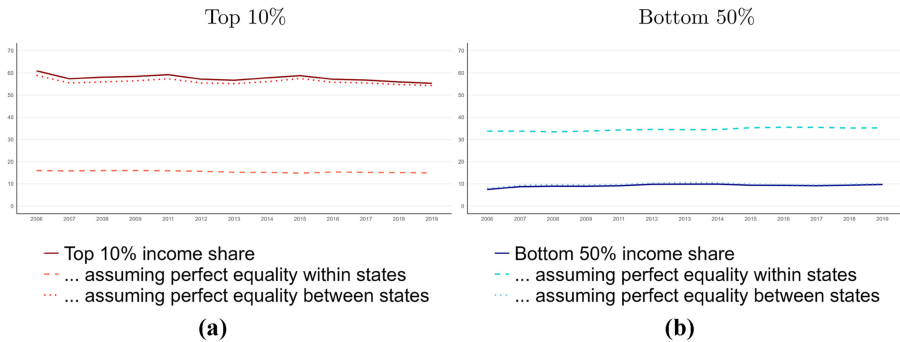 Top 10%
70
60
50
40
30
20
10
0
2006 2007 2008 2009 2011 2012 2013 2014 2015 2016 2017 2018 2019
Top 10% income share
... assuming perfect equality within states
... assuming perfect equality between states
(a)
Bottom 50%
70
60
50
40
30
20
10
0
2006 2007 2008 2009 2011 2012 2013 2014 2015 2016 2017 2018 2019
Bottom 50% income share
... assuming perfect equality within states
... assuming perfect equality between states
(b)